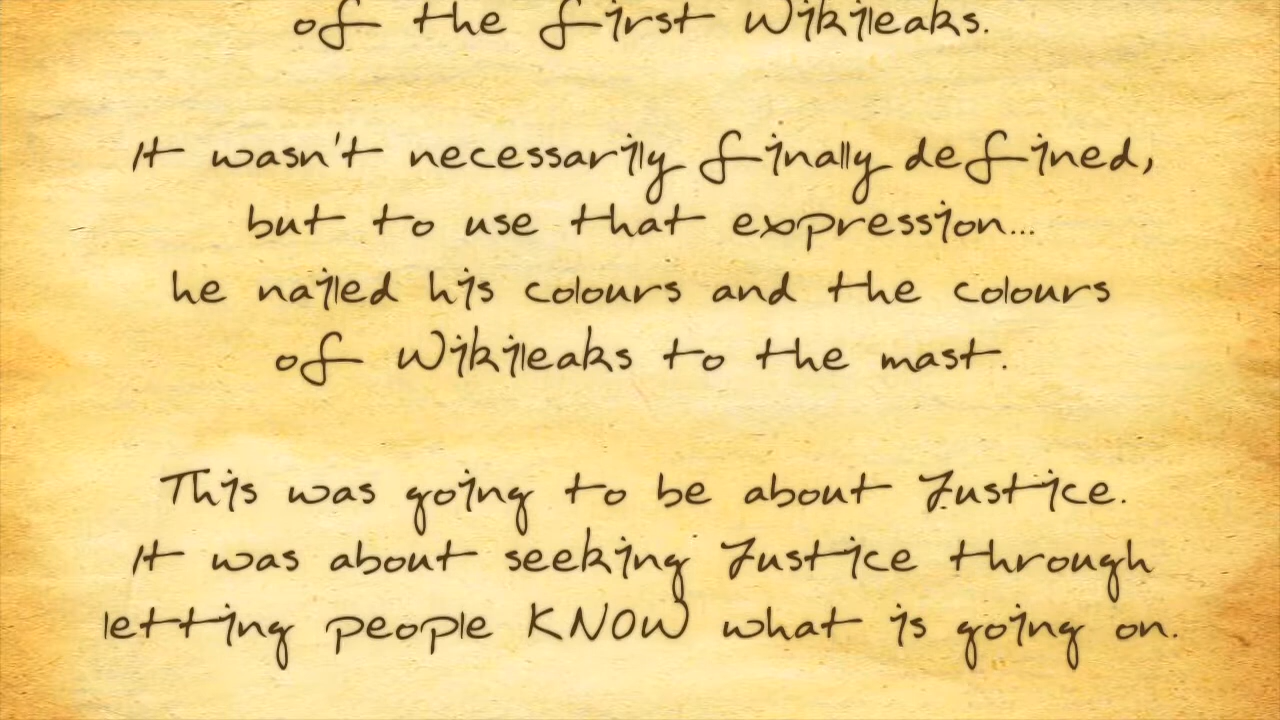 of the first Wikileaks.
It wasn't necessarily finally defined,
but to use that expression...
he nailed his colours and the colours
of Wikileaks to the mast.
This was going to be about Justice.
It was about seeking Justice through
letting people KNOW what is going on.